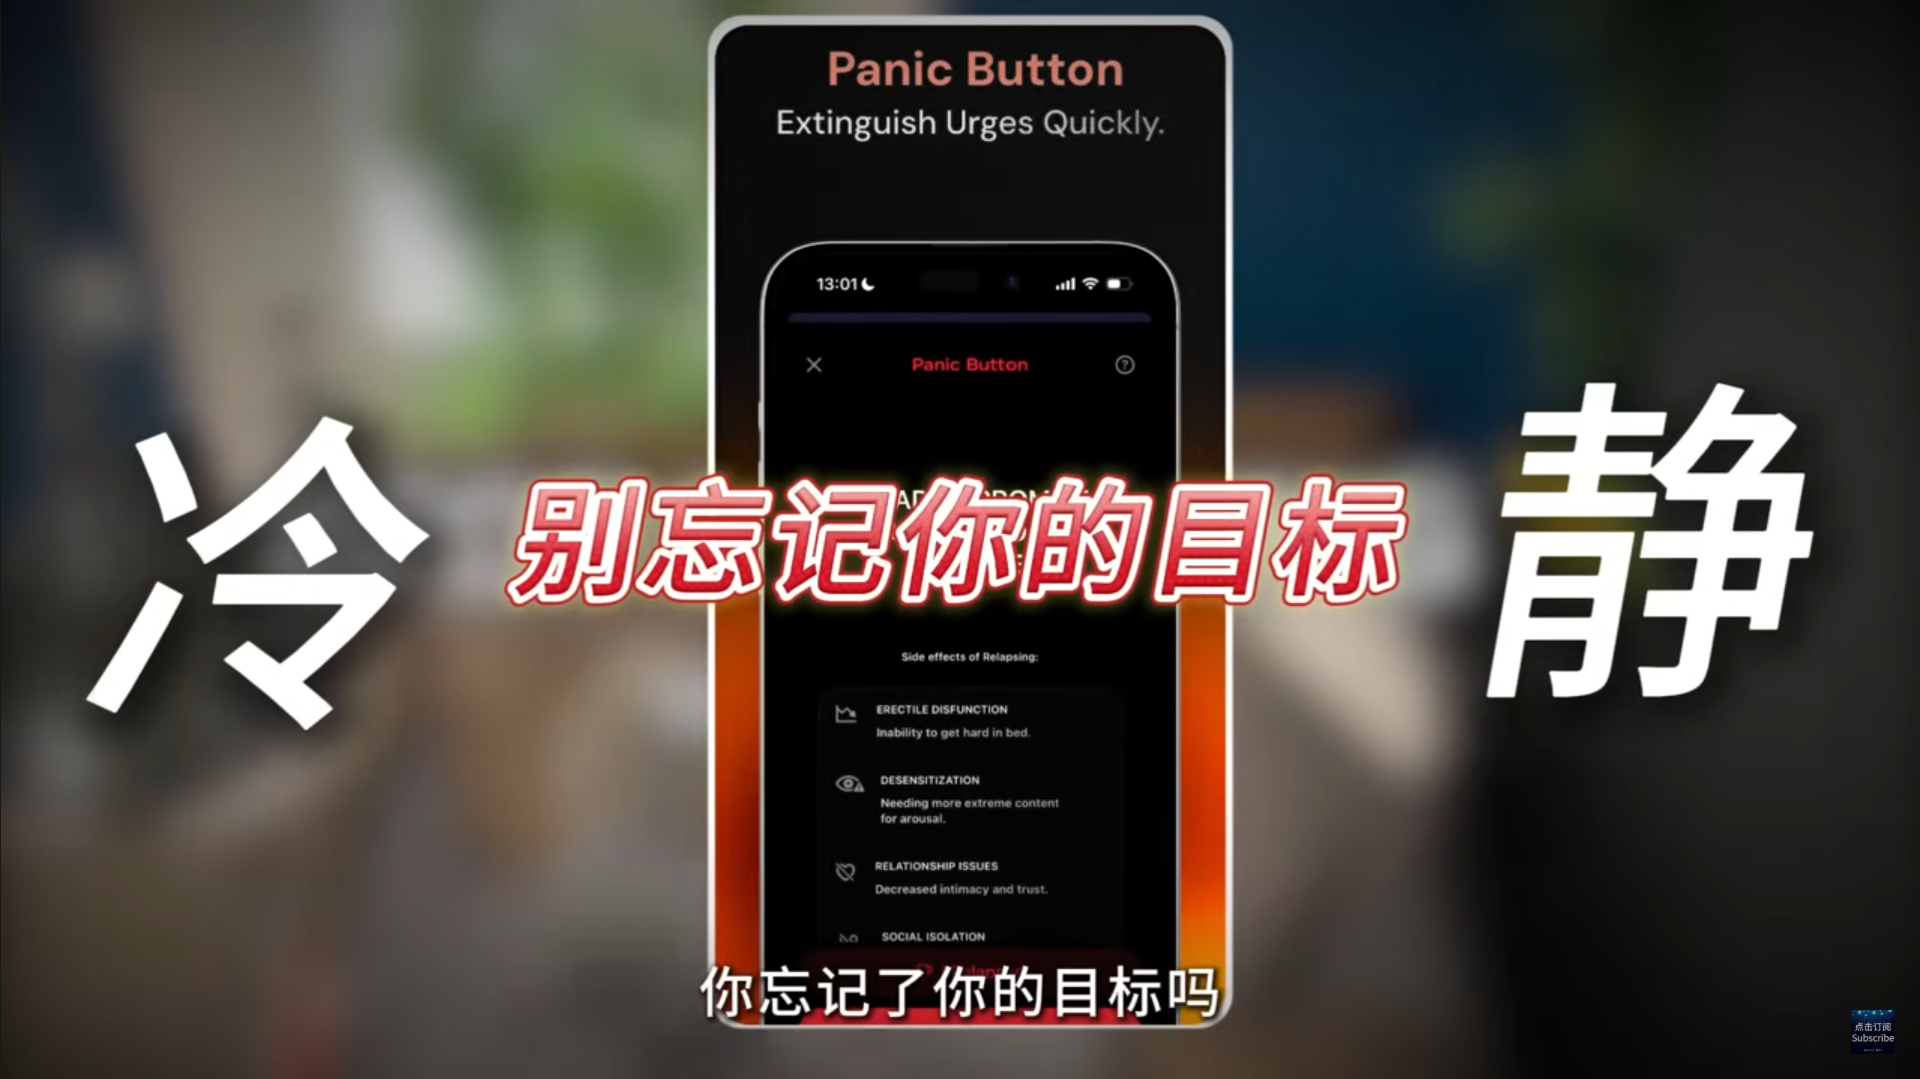 Panic Button
Extinguish Urges Quickly.
13:01
Panic Button
冷
别忘记你的目标
静
Side effects of Relapsing:
ERECTILE DISFUNCTION
Inability to get hard in bed.
DESENSITIZATION
Needing more extreme content
for arousal.
RELATIONSHIP ISSUES
Decreased intimacy and trust.
SOCIAL ISOLATION
你忘记了你的目标吗
点击订阅
Subscribe